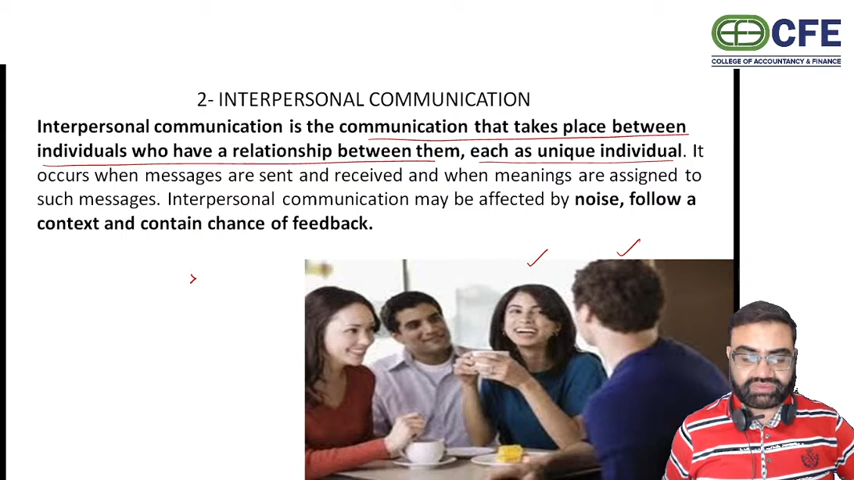 CFE
COLLEGE OF ACCOUNTANCY & FINANCE
2- INTERPERSONAL COMMUNICATION
Interpersonal communication is the communication that takes place between
individuals who have a relationship between them, each as unique individual. It
occurs when messages are sent and received and when meanings are assigned to
such messages. Interpersonal communication may be affected by noise, follow a
context and contain chance of feedback.